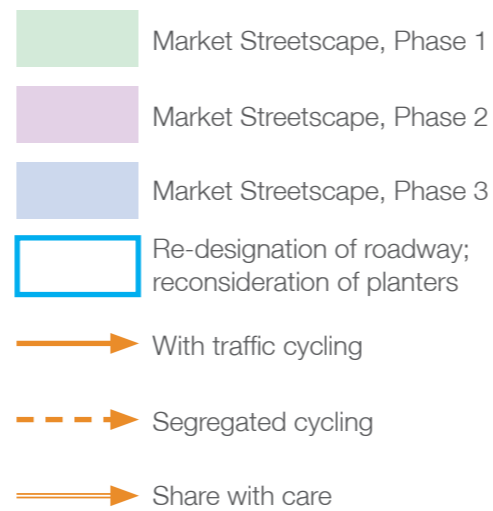 Market Streetscape, Phase 1
Market Streetscape, Phase 2
Market Streetscape, Phase 3
Re-designation of roadway;
reconsideration of planters
With traffic cycling
Segregated cycling
Share with care